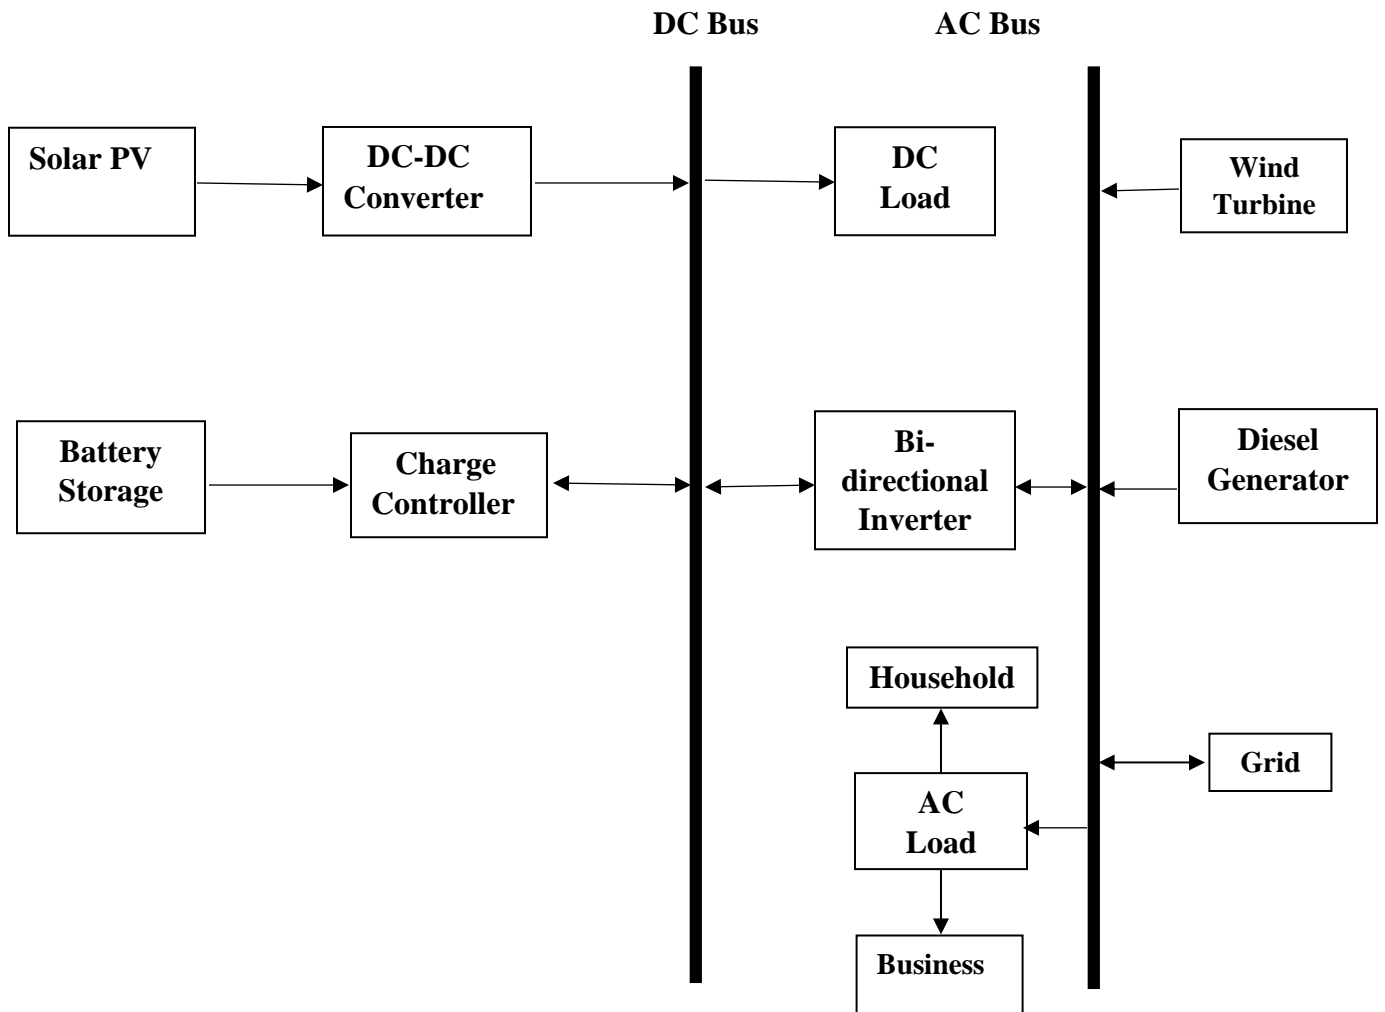 DC Bus
AC Bus
Solar PV
DC-DC
Converter
DC
Load
Wind
Turbine
Battery
Storage
Charge
Controller
Bi-
directional
Inverter
Diesel
Generator
Household
Grid
AC
Load
Business